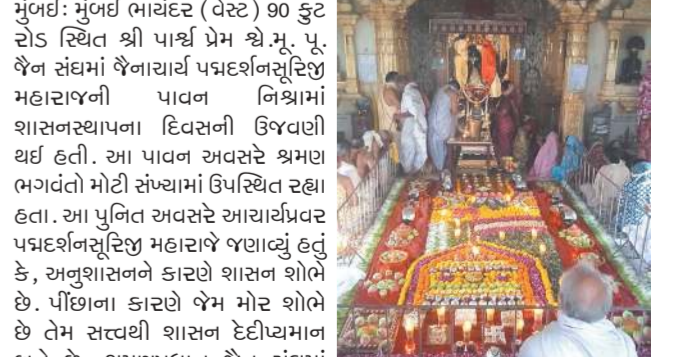 મુંબઈ: મુંબઈ ભાયંદર (વેસ્ટ) 90 ફુટ
રોડ સ્થિત શ્રી પાર્શ્વ પ્રેમ શ્વે.મૂ. પૂ.
જૈન સંઘમાં જૈનાચાર્ય પદ્મદર્શનસૂરિજી
મહારાજની પાવન નિશ્રામાં
શાસનસ્થાપના દિવસની ઉજવણી
થઈ હતી. આ પાવન અવસરે શ્રમણ
ભગવંતો મોટી સંખ્યામાં ઉપસ્થિત રહ્યા
હતા. આ પુનિત અવસરે આચાર્યપ્રવર
પદ્મદર્શનસૂરિજી મહારાજે જણાવ્યું હતું
કે, અનુશાસનને કારણે શાસન શોભે
છે. પીંછાના કારણે જેમ મોર શોભે
છે તેમ સત્ત્વથી શાસન દેદીપ્યમાન